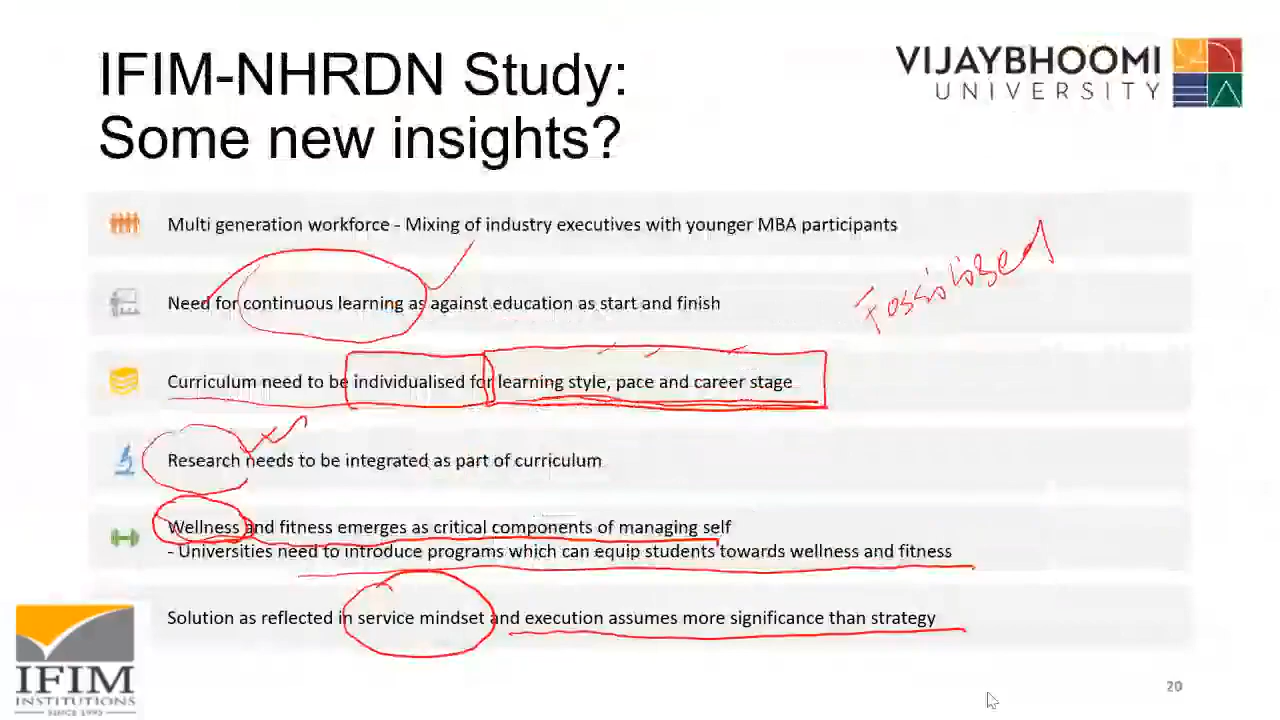 IFIM-NHRDN Study:
Some new insights?
VIJAYBHOOMI
UNIVERSITY
Multi generation workforce - Mixing of industry executives with younger MBA participants
Need for continuous learning as against education as start and finish
Fossilized
Curriculum need to be individualised for learning style, pace and career stage
Research needs to be integrated as part of curriculum
Wellness and fitness emerges as critical components of managing self
- Universities need to introduce programs which can equip students towards wellness and fitness
Solution as reflected in service mindset and execution assumes more significance than strategy
IFIM
INSTITUTIONS
SINCE 1995
20